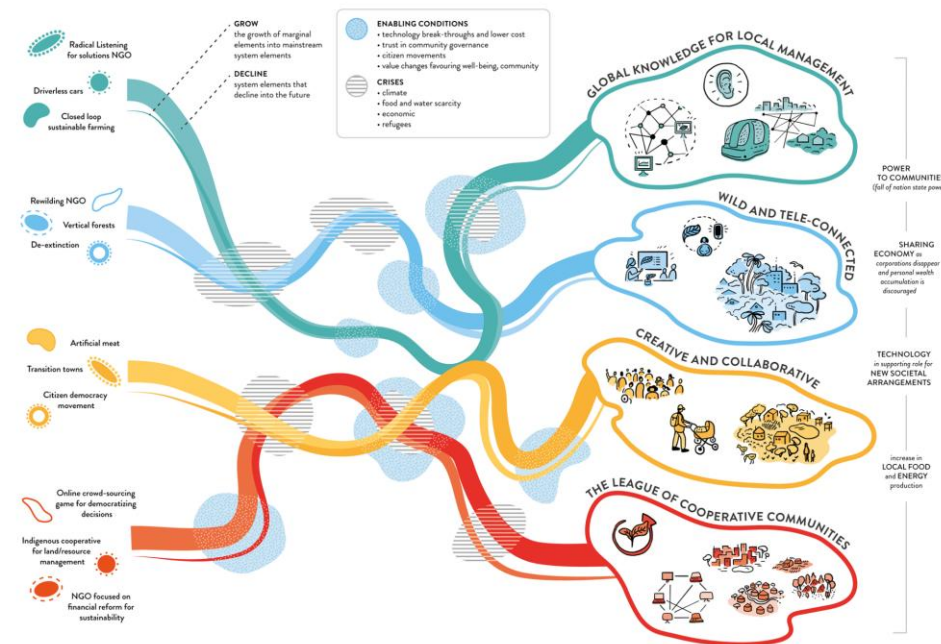 Radical Listening
for solutions NGO
Driverless cars
Closed loop
sustainable farming
Rewilding NGO
Vertical forests
De-extinction
Artificial meat
Transition towns
Citizen democracy
movement
Online crowd-sourcing
game for democratizing
decisions
Indigenous cooperative
for land/resource
management
NGO focused on
financial reform for
sustainability
GROW
the growth of marginal
elements into mainstream
system elements
DECLINE
system elements that
decline into the future
ENABLING CONDITIONS
• technology break-throughs and lower cost
• trust in community governance
• citizen movements
• value changes favouring well-being, community
CRISES
• climate
• food and water scarcity
• economic
• refugees
GLOBAL KNOWLEDGE FOR LOCAL MANAGEMENT
WILD AND TELE-CONNECTED
CREATIVE AND COLLABORATIVE
THE LEAGUE OF COOPERATIVE COMMUNITIES
POWER
TO COMMUNITIES
(fall of nation state powe
SHARING
ECONOMY as
corporations disappear
and personal wealth
accumulation is
discouraged
TECHNOLOGY
in supporting role for
NEW SOCIETAL
ARRANGEMENTS
increase in
LOCAL FOOD
and ENERGY
production